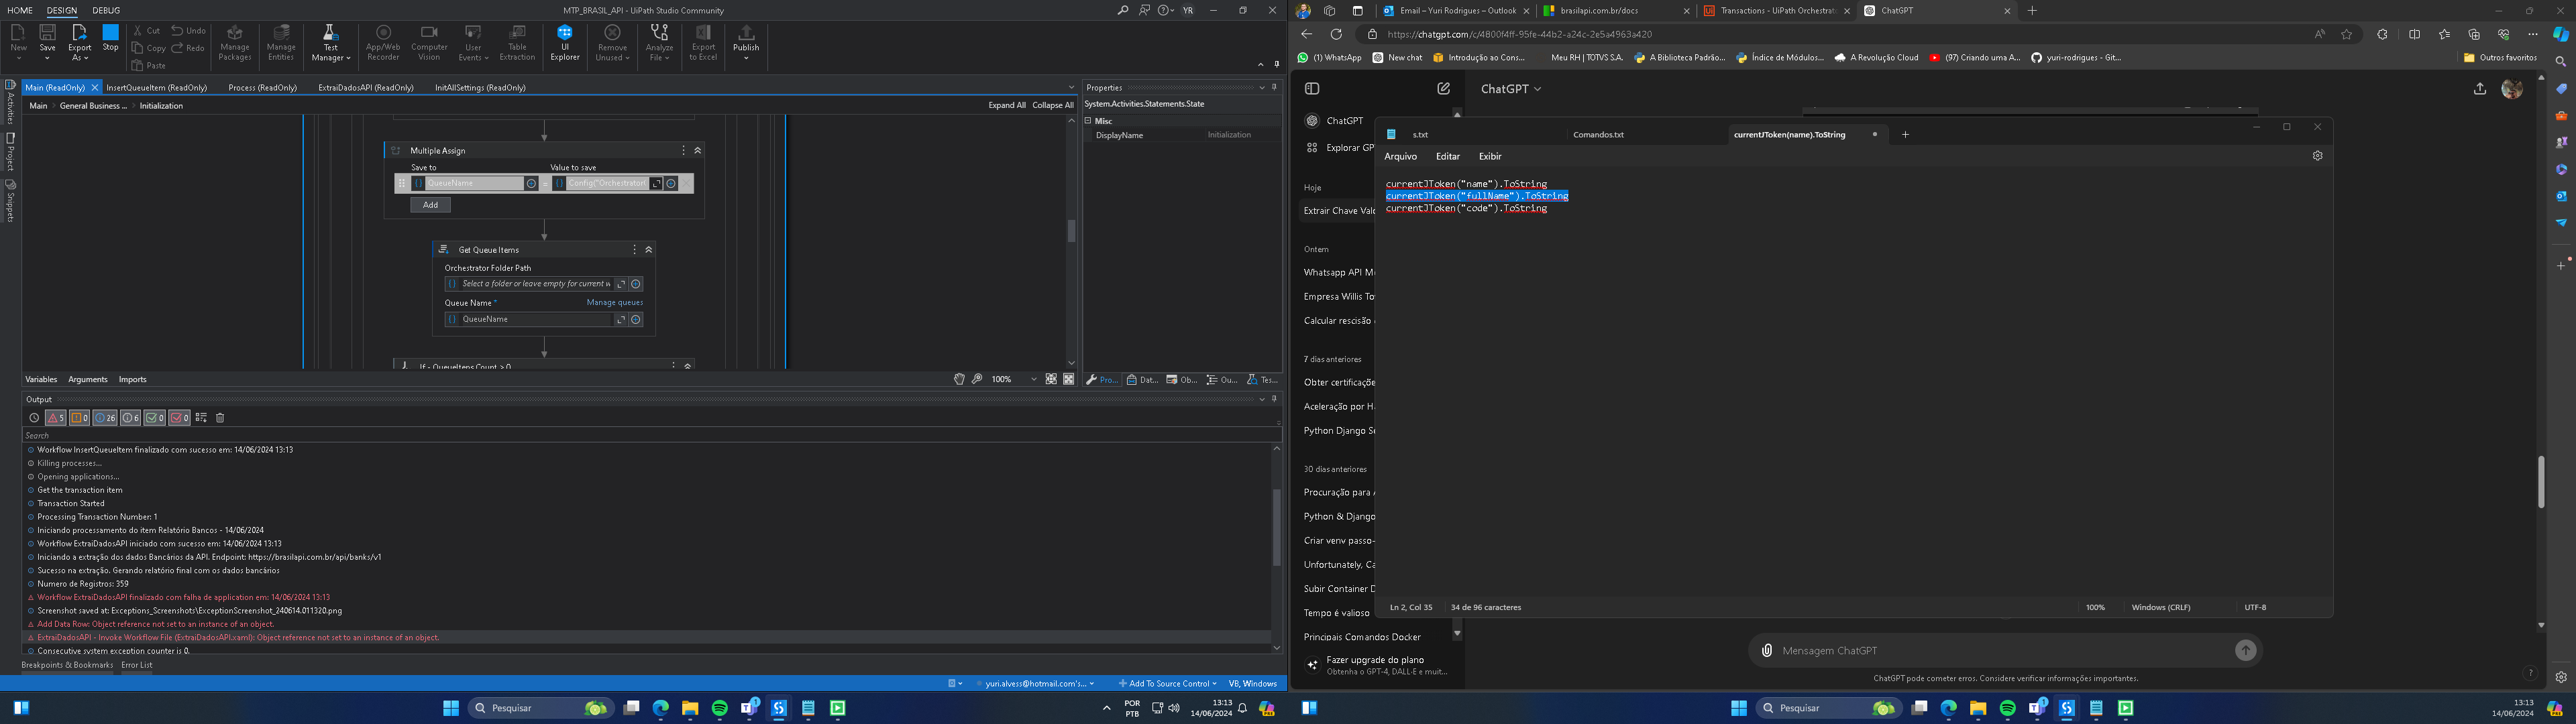 HOME DESIGN DEBUG
MTP_BRASIL_API - UiPath Studio Community
YR
New
Save
Export As
Stop
Cut
Copy
Paste
Undo
Redo
Manage Packages
Manage Entities
Test Manager
App/Web Recorder
Computer Vision
User Events
Table Extraction
UI Explorer
Remove Unused
Analyze File
Export to Excel
Publish
Activities
Project
Snippets
Main (ReadOnly) InsertQueueItem (ReadOnly) Process (ReadOnly) ExtraiDadosAPI (ReadOnly) InitAllSettings (ReadOnly)
Main General Business ... Initialization
Expand All Collapse All
Multiple Assign
Save to Value to save
QueueName = Config("Orchestrator
Add
Get Queue Items
Orchestrator Folder Path
Select a folder or leave empty for current w
Queue Name * Manage queues
QueueName
If - QueueItens Count > 0
Variables Arguments Imports
100%
Properties
System.Activities.Statements.State
Misc
DisplayName Initialization
Pro... Dat... Ob... Ou... Tes...
Output
5 0 26 6 0 0
Search
Workflow InsertQueueItem finalizado com sucesso em: 14/06/2024 13:13
Killing processes...
Opening applications...
Get the transaction item
Transaction Started
Processing Transaction Number: 1
Iniciando processamento do item Relatório Bancos - 14/06/2024
Workflow ExtraiDadosAPI iniciado com sucesso em: 14/06/2024 13:13
Iniciando a extração dos dados Bancários da API. Endpoint: https://brasilapi.com.br/api/banks/v1
Sucesso na extração. Gerando relatório final com os dados bancários
Numero de Registros: 359
Workflow ExtraiDadosAPI finalizado com falha de application em: 14/06/2024 13:13
Screenshot saved at: Exceptions_Screenshots\ExceptionScreenshot_240614.011320.png
Add Data Row: Object reference not set to an instance of an object.
ExtraiDadosAPI - Invoke Workflow File (ExtraiDadosAPI.xaml): Object reference not set to an instance of an object.
Consecutive system exception counter is 0.
Breakpoints & Bookmarks Error List
yuri.alvess@hotmail.com's... Add To Source Control VB, Windows
Pesquisar
POR
PTB
13:13
14/06/2024
Email – Yuri Rodrigues – Outlook
brasilapi.com.br/docs
Transactions - UiPath Orchestrat
ChatGPT
https://chatgpt.com/c/4800f4ff-95fe-44b2-a24c-2e5a4963a420
(1) WhatsApp
New chat
Introdução ao Cons...
Meu RH | TOTVS S.A.
A Biblioteca Padrão...
Índice de Módulos...
A Revolução Cloud
(97) Criando uma A...
yuri-rodrigues - Git...
Outros favoritos
ChatGPT
ChatGPT
Explorar GP
Hoje
Extrair Chave Valo
Ontem
Whatsapp API M
Empresa Willis To
Calcular rescisão
7 dias anteriores
Obter certificaçõe
Aceleração por Ha
Python Django Se
30 dias anteriores
Procuração para A
Python & Django
Criar venv passo-
Unfortunately, Ca
Subir Container D
Tempo é valioso
Principais Comandos Docker
Fazer upgrade do plano
Obtenha o GPT-4, DALL·E e muit...
s.txt Comandos.txt currentJToken(name).ToString
Arquivo Editar Exibir
currentJToken("name").ToString
currentJToken("fullName").ToString
currentJToken("code").ToString
Ln 2, Col 35 34 de 96 caracteres 100% Windows (CRLF) UTF-8
Mensagem ChatGPT
ChatGPT pode cometer erros. Considere verificar informações importantes.
Pesquisar
13:13
14/06/2024